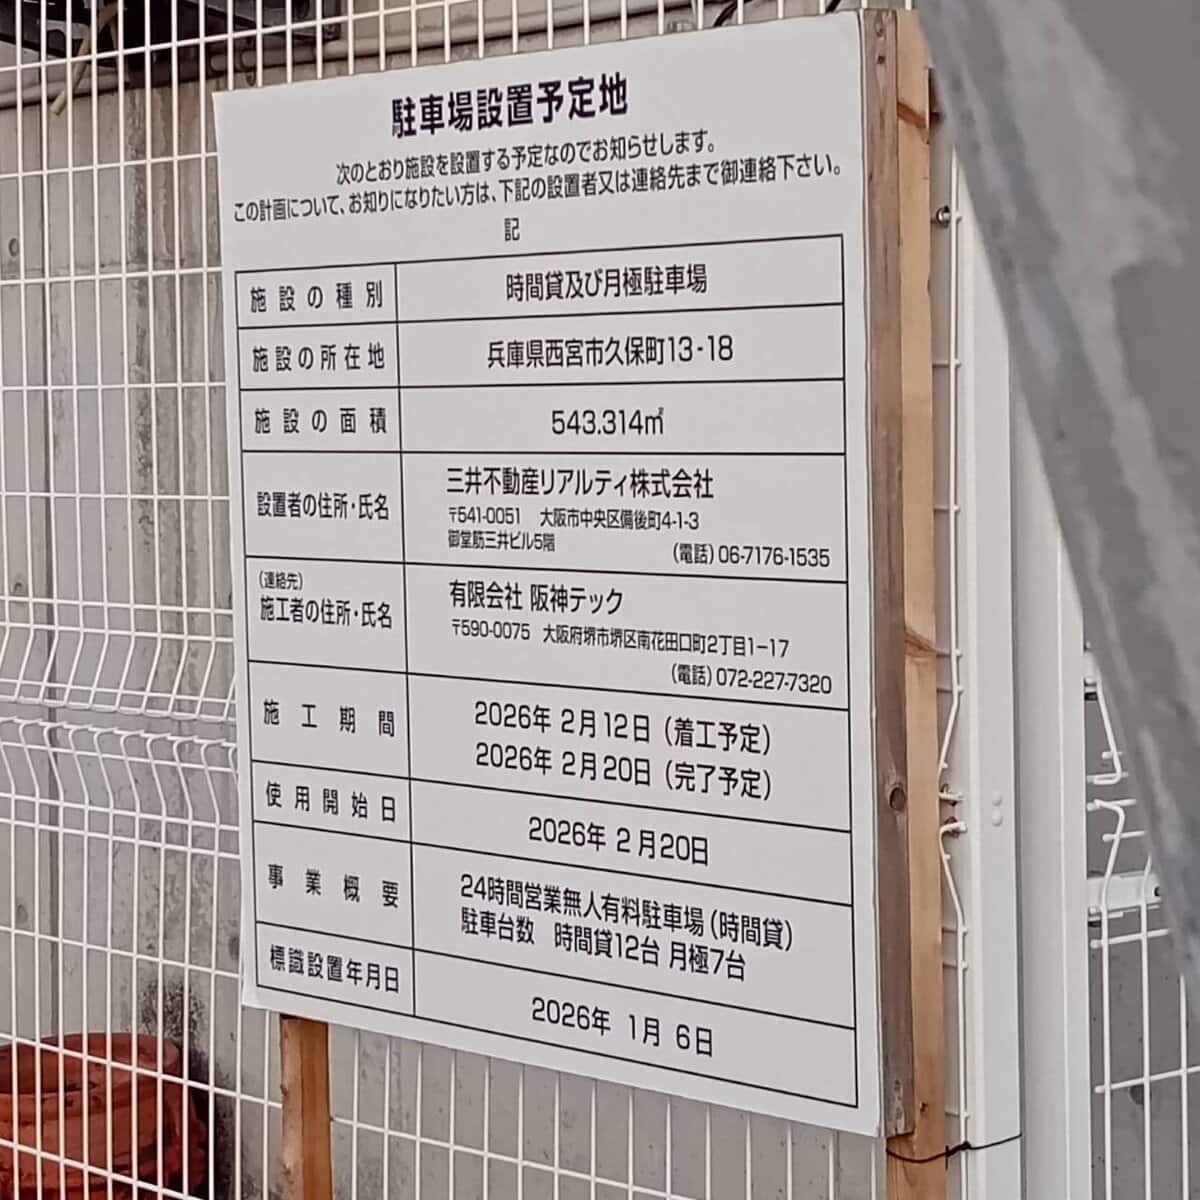 駐車場設置予定地
次のとおり施設を設置する予定なのでお知らせします。
この計画について、お知りになりたい方は、下記の設置者又は連絡先まで御連絡下さい。
記
施設の種別 時間貸及び月極駐車場
施設の所在地 兵庫県西宮市久保町13-18
施設の面積 543.314㎡
設置者の住所・氏名 三井不動産リアルティ株式会社
〒541-0051 大阪市中央区備後町4-1-3
御堂筋三井ビル5階 (電話)06-7176-1535
(連絡先)
施工者の住所・氏名 有限会社 阪神テック
〒590-0075 大阪府堺市堺区南花田口町2丁目1-17
(電話)072-227-7320
施工期間 2026年 2月12日(着工予定)
2026年 2月20日(完了予定)
使用開始日 2026年 2月20日
事業概要 24時間営業無人有料駐車場(時間貸)
駐車台数 時間貸12台 月極7台
標識設置年月日 2026年 1月 6日